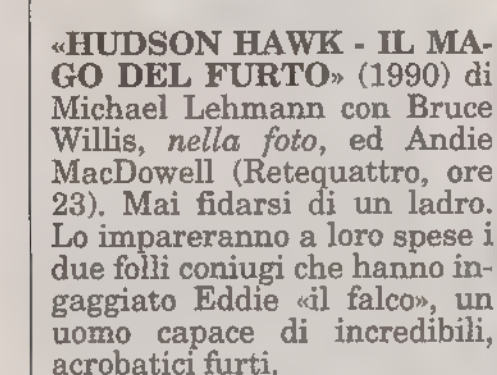 «HUDSON HAWK - IL MA-
GO DEL FURTO» (1990) di
Michael Lehmann con Bruce
Willis, nella foto, ed Andie
MacDowell (Retequattro, ore
23). Mai fidarsi di un ladro.
Lo impareranno a loro spese i
due folli coniugi che hanno in-
gaggiato Eddie «il falco», un
uomo capace di incredibili,
acrobatici furti.